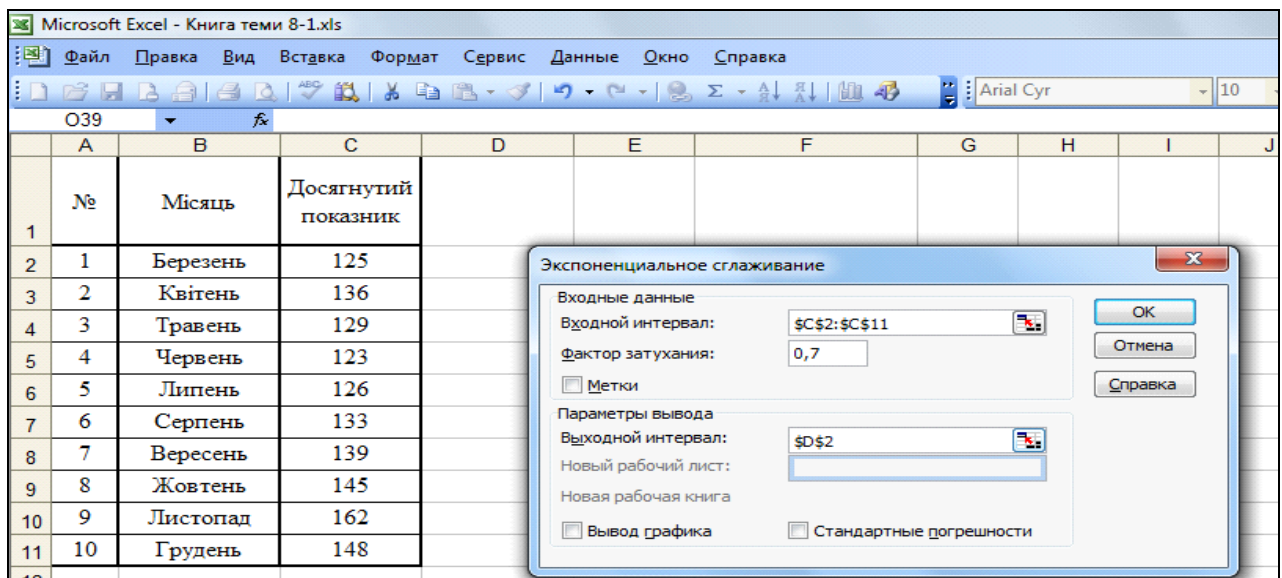 Microsoft Excel - Книга теми 8-1.xls
Файл Правка Вид Вставка Формат Сервис Данные Окно Справка
Arial Cyr 10
O39 fx
A B C D E F G H I J
1 № Місяць Досягнутий показник
2 1 Березень 125
3 2 Квітень 136
4 3 Травень 129
5 4 Червень 123
6 5 Липень 126
7 6 Серпень 133
8 7 Вересень 139
9 8 Жовтень 145
10 9 Листопад 162
11 10 Грудень 148
Экспоненциальное сглаживание
Входные данные
Входной интервал: $C$2:$C$11
Фактор затухания: 0,7
Метки
Параметры вывода
Выходной интервал: $D$2
Новый рабочий лист:
Новая рабочая книга
Вывод графика Стандартные погрешности
OK
Отмена
Справка